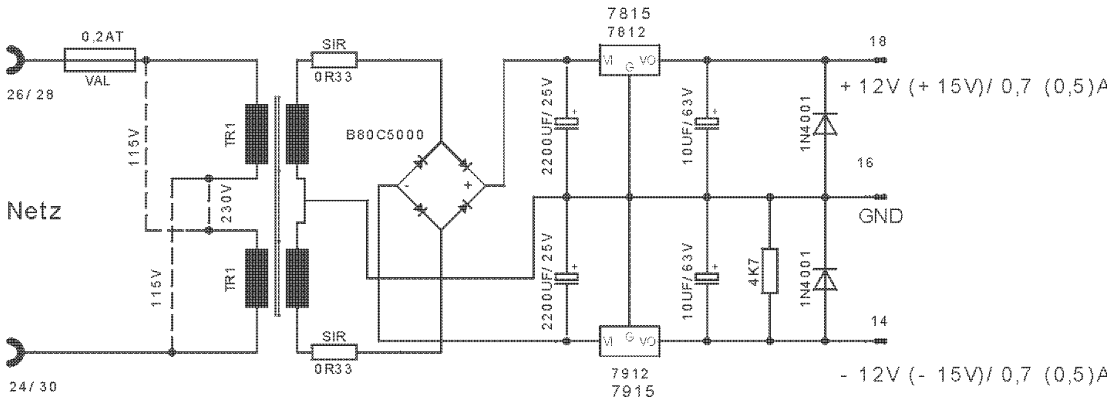 0,2AT
VAL
26/28
115V
TR1
SIR
0R33
B80C5000
-
+
2200UF/25V
+
7815
7812
VI
G
VO
10UF/63V
+
1N4001
18
+ 12V (+ 15V)/ 0,7 (0,5)A
Netz
230V
16
GND
115V
TR1
SIR
0R33
2200UF/25V
+
VI
G
VO
7912
7915
10UF/63V
+
4K7
1N4001
14
- 12V (- 15V)/ 0,7 (0,5)A
24/30